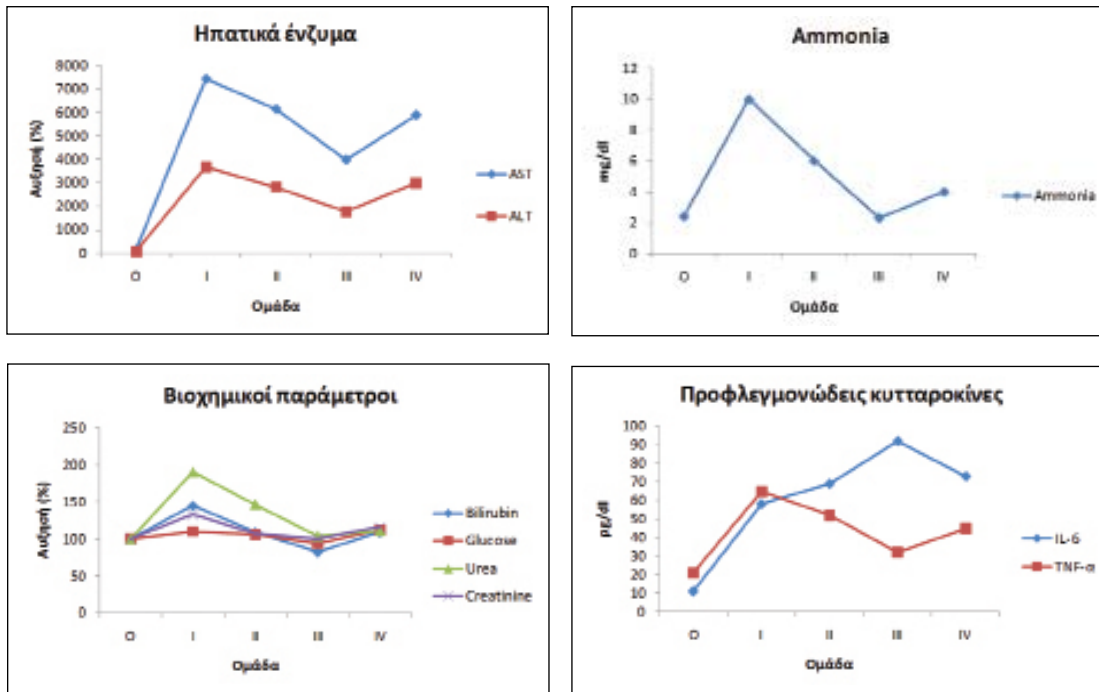 Ηπατικά ένζυμα
8000
7000
6000
5000
4000
3000
2000
1000
0
Αυξησή (%)
AST
ALT
O I II III IV
Ομάδα
Ammonia
12
10
8
6
4
2
0
mg/dl
Ammonia
O I II III IV
Ομάδα
Βιοχημικοί παράμετροι
250
200
150
100
50
0
Αυξησή (%)
Bilirubin
Glucose
Urea
Creatinine
O I II III IV
Ομάδα
Προφλεγμονώδεις κυτταροκίνες
100
90
80
70
60
50
40
30
20
10
0
pg/dl
IL-6
TNF-α
O I II III IV
Ομάδα